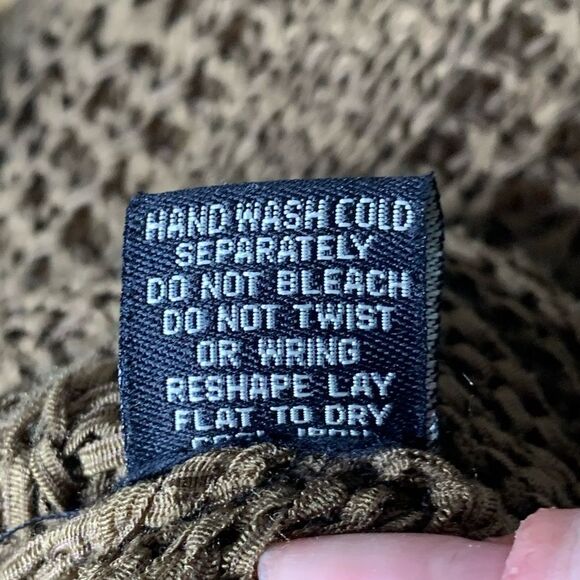 HAND WASH COLD
SEPARATELY
DO NOT BLEACH
DO NOT TWIST
OR WRING
RESHAPE LAY
FLAT TO DRY